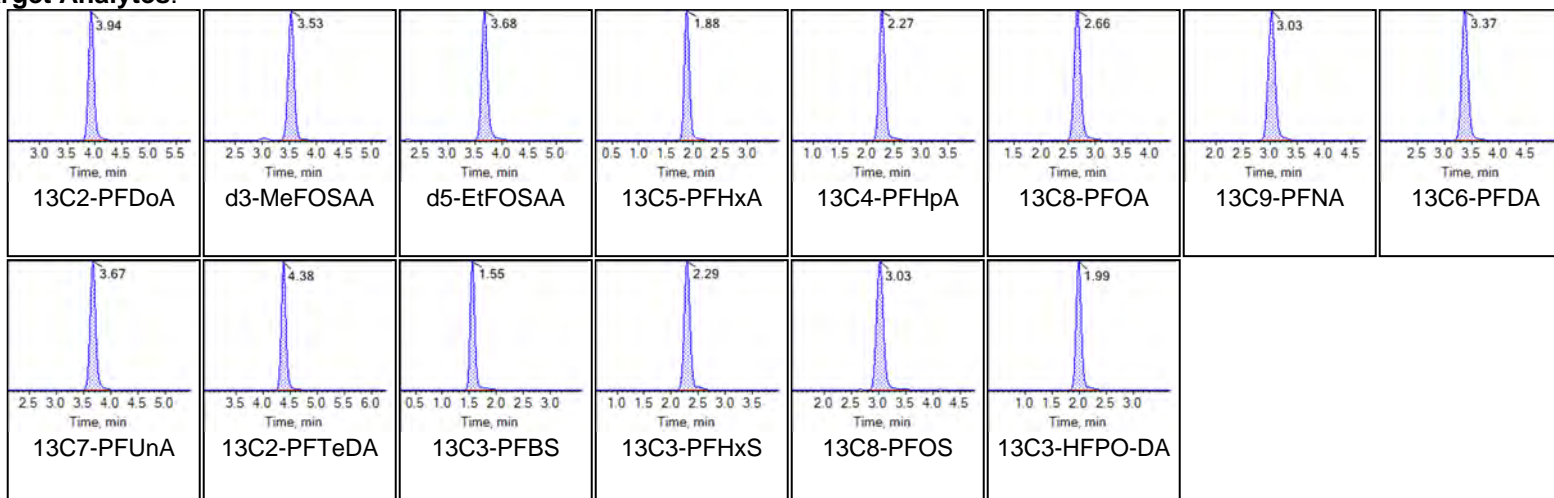 rget Analytes:
3.94 3.53 3.68 1.88 2.27 2.66 3.03 3.37
3.0 3.5 4.0 4.5 5.0 5.5 2.5 3.0 3.5 4.0 4.5 5.0 2.5 3.0 3.5 4.0 4.5 5.0 0.5 1.0 1.5 2.0 2.5 3.0 1.0 1.5 2.0 2.5 3.0 3.5 1.5 2.0 2.5 3.0 3.5 4.0 2.0 2.5 3.0 3.5 4.0 4.5 2.5 3.0 3.5 4.0 4.5
Time, min Time, min Time, min Time, min Time, min Time, min Time, min Time, min
13C2-PFDoA d3-MeFOSAA d5-EtFOSAA 13C5-PFHxA 13C4-PFHpA 13C8-PFOA 13C9-PFNA 13C6-PFDA
3.67 4.38 1.55 2.29 3.03 1.99
2.5 3.0 3.5 4.0 4.5 5.0 3.5 4.0 4.5 5.0 5.5 6.0 0.5 1.0 1.5 2.0 2.5 3.0 1.0 1.5 2.0 2.5 3.0 3.5 2.0 2.5 3.0 3.5 4.0 4.5 1.0 1.5 2.0 2.5 3.0
Time, min Time, min Time, min Time, min Time, min Time, min
13C7-PFUnA 13C2-PFTeDA 13C3-PFBS 13C3-PFHxS 13C8-PFOS 13C3-HFPO-DA